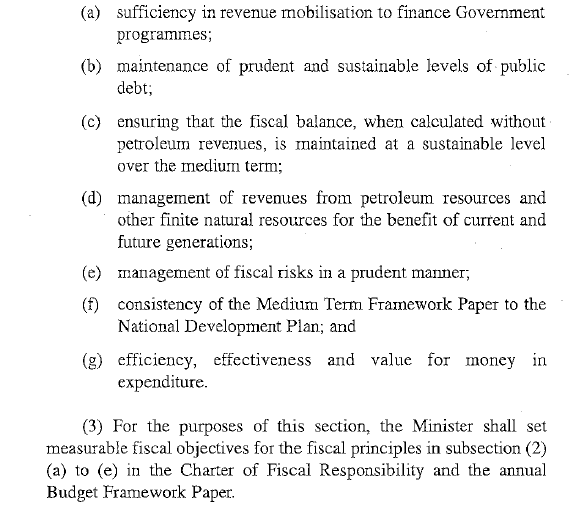 (a) sufficiency in revenue mobilisation to finance Government
programmes;
(b) maintenance of prudent and sustainable levels of public
debt;
(c) ensuring that the fiscal balance, when calculated without
petroleum revenues, is maintained at a sustainable level
over the medium term;
(d) management of revenues from petroleum resources and
other finite natural resources for the benefit of current and
future generations;
(e) management of fiscal risks in a prudent manner;
(f) consistency of the Medium Term Framework Paper to the
National Development Plan; and
(g) efficiency, effectiveness and value for money in
expenditure.
(3) For the purposes of this section, the Minister shall set
measurable fiscal objectives for the fiscal principles in subsection (2)
(a) to (e) in the Charter of Fiscal Responsibility and the annual
Budget Framework Paper.